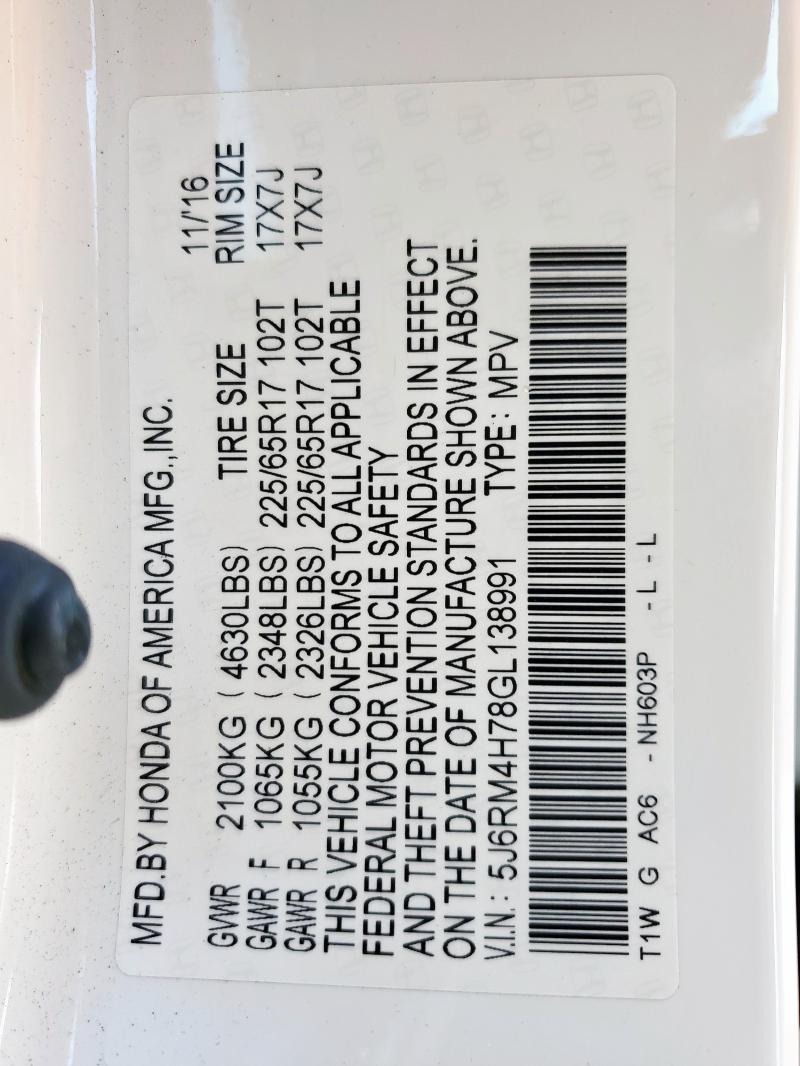 MFD.BY HONDA OF AMERICA MFG.,INC.
11/'16
GVWR 2100KG ( 4630LBS) TIRE SIZE RIM SIZE
GAWR F 1065KG ( 2348LBS) 225/65R17 102T 17X7J
GAWR R 1055KG ( 2326LBS) 225/65R17 102T 17X7J
THIS VEHICLE CONFORMS TO ALL APPLICABLE
FEDERAL MOTOR VEHICLE SAFETY
AND THEFT PREVENTION STANDARDS IN EFFECT
ON THE DATE OF MANUFACTURE SHOWN ABOVE.
V.I.N.: 5J6RM4H78GL138991 TYPE: MPV
T1W G AC6 - NH603P - L - L